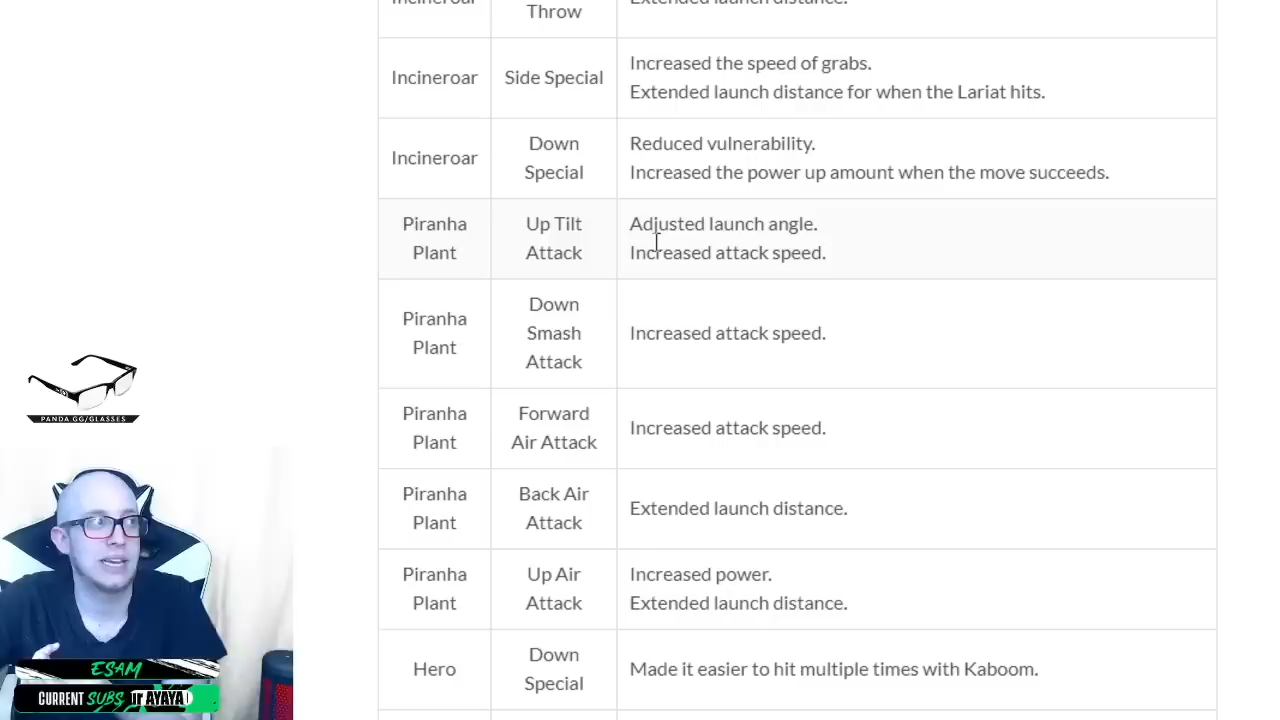 Incineroar
Throw
Extended launch distance.
Incineroar
Side Special
Increased the speed of grabs.
Extended launch distance for when the Lariat hits.
Incineroar
Down
Special
Reduced vulnerability.
Increased the power up amount when the move succeeds.
Piranha
Plant
Up Tilt
Attack
Adjusted launch angle.
Increased attack speed.
Piranha
Plant
Down
Smash
Attack
Increased attack speed.
Piranha
Plant
Forward
Air Attack
Increased attack speed.
Piranha
Plant
Back Air
Attack
Extended launch distance.
Piranha
Plant
Up Air
Attack
Increased power.
Extended launch distance.
Hero
Down
Special
Made it easier to hit multiple times with Kaboom.
PANDA GG/GLASSES
ESAM
CURRENT SUBS ur AYAYA